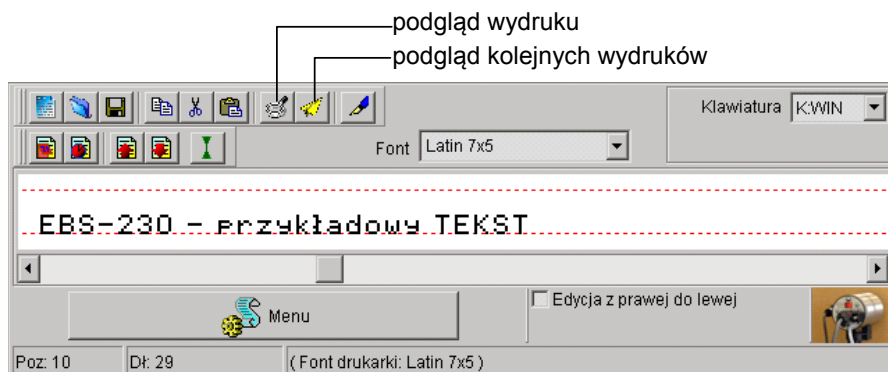 podgląd wydruku
podgląd kolejnych wydruków
Klawiatura K:WIN
Font Latin 7x5
EBS-230 - przykładowy TEKST
Menu
Edycja z prawej do lewej
Poz: 10 Dł: 29 ( Font drukarki: Latin 7x5 )